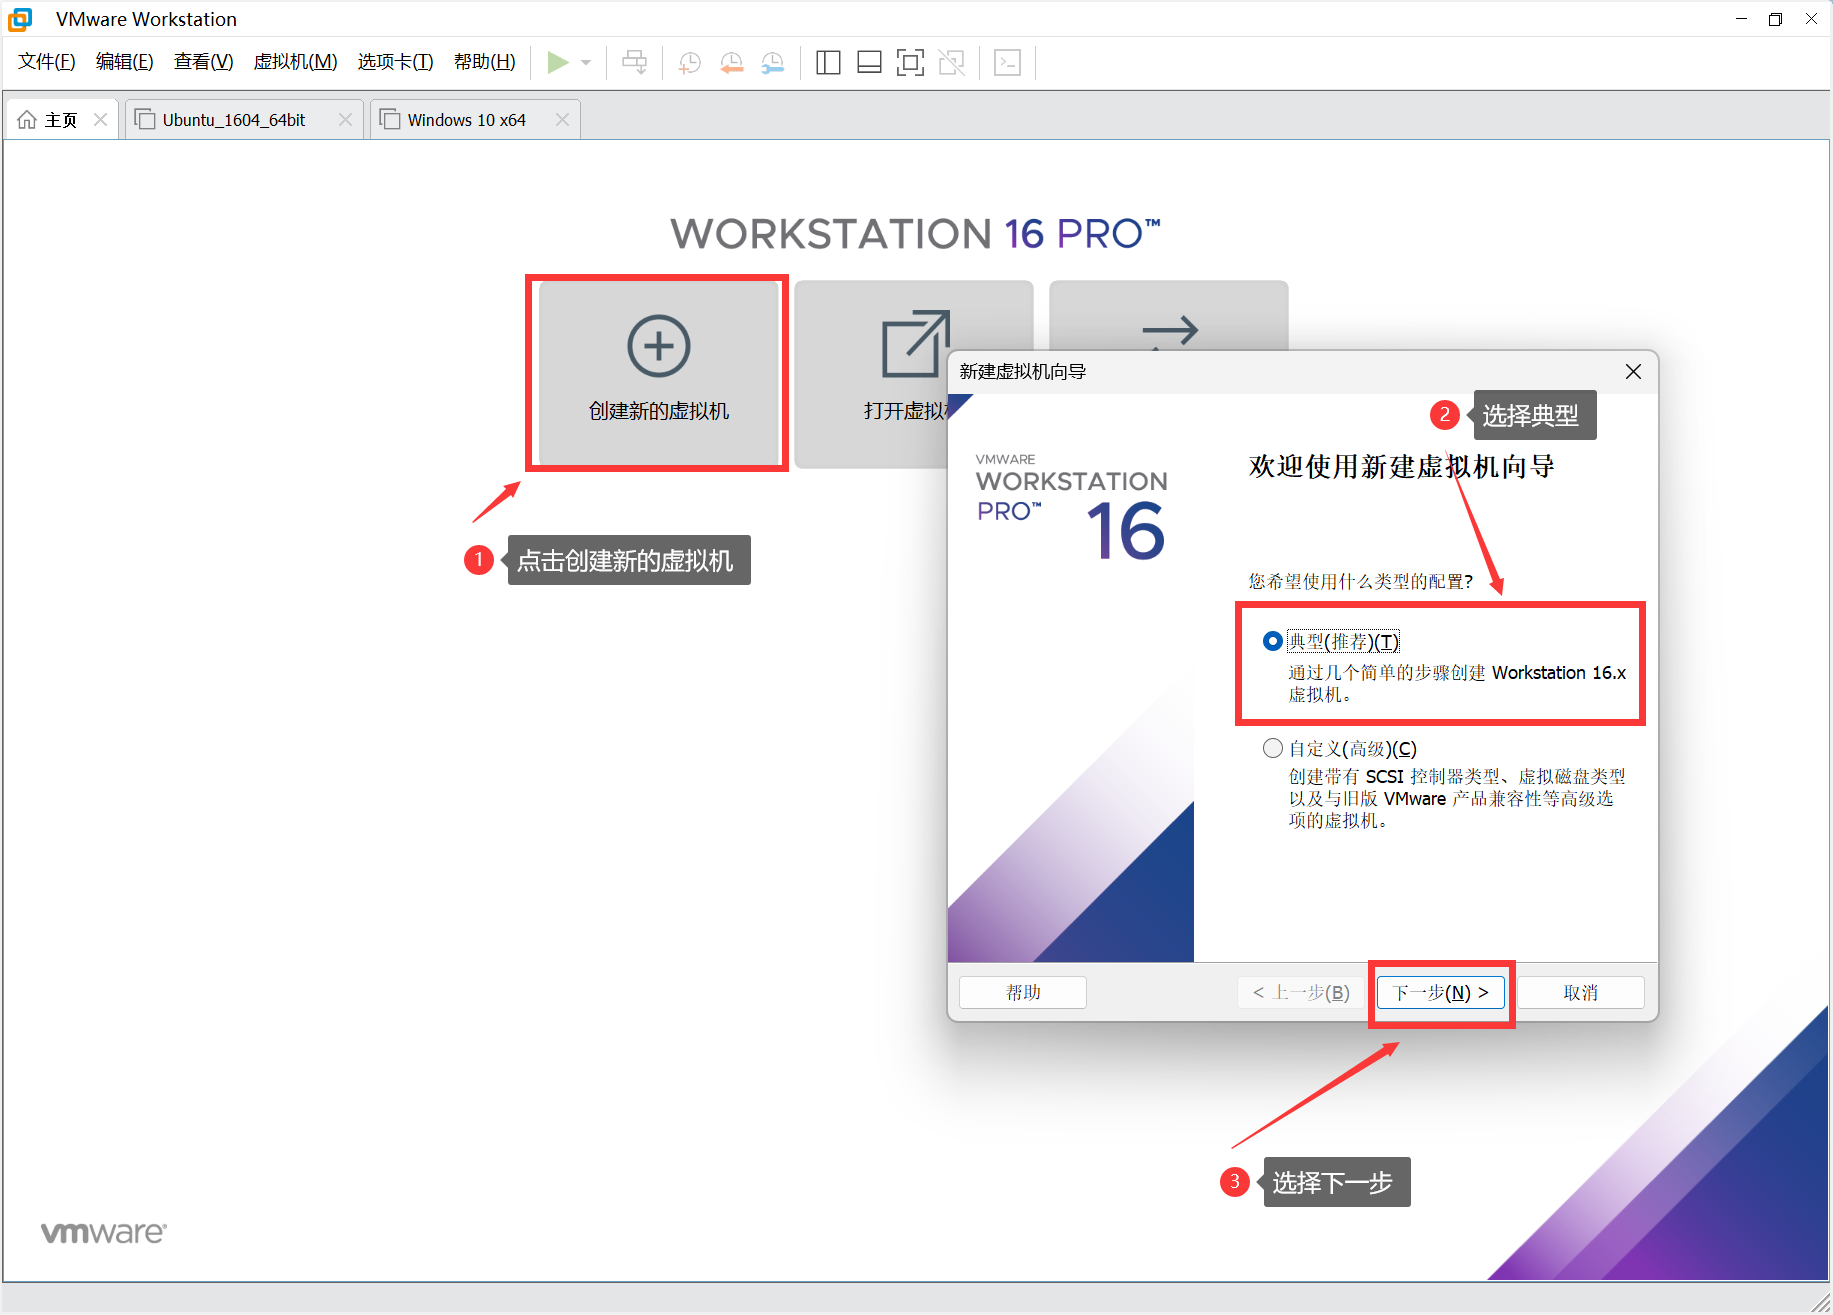 VMware Workstation
文件(F) 编辑(E) 查看(V) 虚拟机(M) 选项卡(T) 帮助(H)
主页 Ubuntu_1604_64bit Windows 10 x64
WORKSTATION 16 PRO™
创建新的虚拟机
打开虚拟
1 点击创建新的虚拟机
新建虚拟机向导
2 选择典型
VMWARE
WORKSTATION
PRO™
16
欢迎使用新建虚拟机向导
您希望使用什么类型的配置?
典型(推荐)(T)
通过几个简单的步骤创建 Workstation 16.x
虚拟机。
自定义(高级)(C)
创建带有 SCSI 控制器类型、虚拟磁盘类型
以及与旧版 VMware 产品兼容性等高级选
项的虚拟机。
帮助 < 上一步(B) 下一步(N) > 取消
3 选择下一步
vmware®